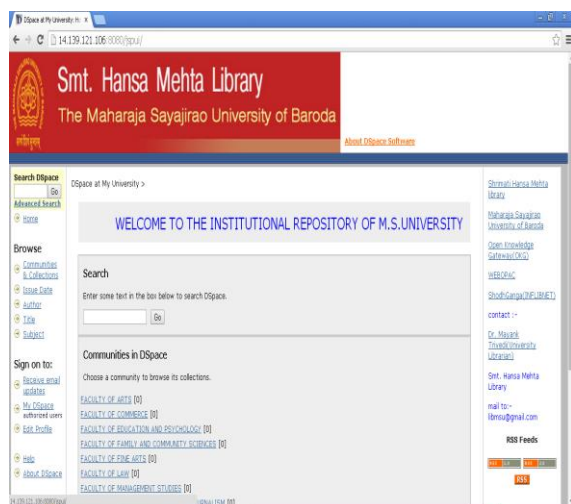 DSpace at My University: Ho x
14.139.121.106:8080/jspui/
Smt. Hansa Mehta Library
The Maharaja Sayajirao University of Baroda
About DSpace Software
Search DSpace
Go
Advanced Search
Home
Browse
Communities
& Collections
Issue Date
Author
Title
Subject
Sign on to:
Receive email
updates
My DSpace
authorized users
Edit Profile
Help
About DSpace
DSpace at My University >
WELCOME TO THE INSTITUTIONAL REPOSITORY OF M.S.UNIVERSITY
Search
Enter some text in the box below to search DSpace.
Go
Communities in DSpace
Choose a community to browse its collections.
FACULTY OF ARTS [0]
FACULTY OF COMMERCE [0]
FACULTY OF EDUCATION AND PSYCHOLOGY [0]
FACULTY OF FAMILY AND COMMUNITY SCIENCES [0]
FACULTY OF FINE ARTS [0]
FACULTY OF LAW [0]
FACULTY OF MANAGEMENT STUDIES [0]
Shrimati Hansa Mehta
library
Maharaja Sayajirao
University of Baroda
Open Knowledge
Gateway(OKG)
WEBOPAC
ShodhGanga(INFLIBNET)
contact :-
Dr. Mayank
Trivedi(University
Librarian)
Smt. Hansa Mehta
Library
mail to:-
libmsu@gmail.com
RSS Feeds
RSS
14.139.121.106:8080/jspui